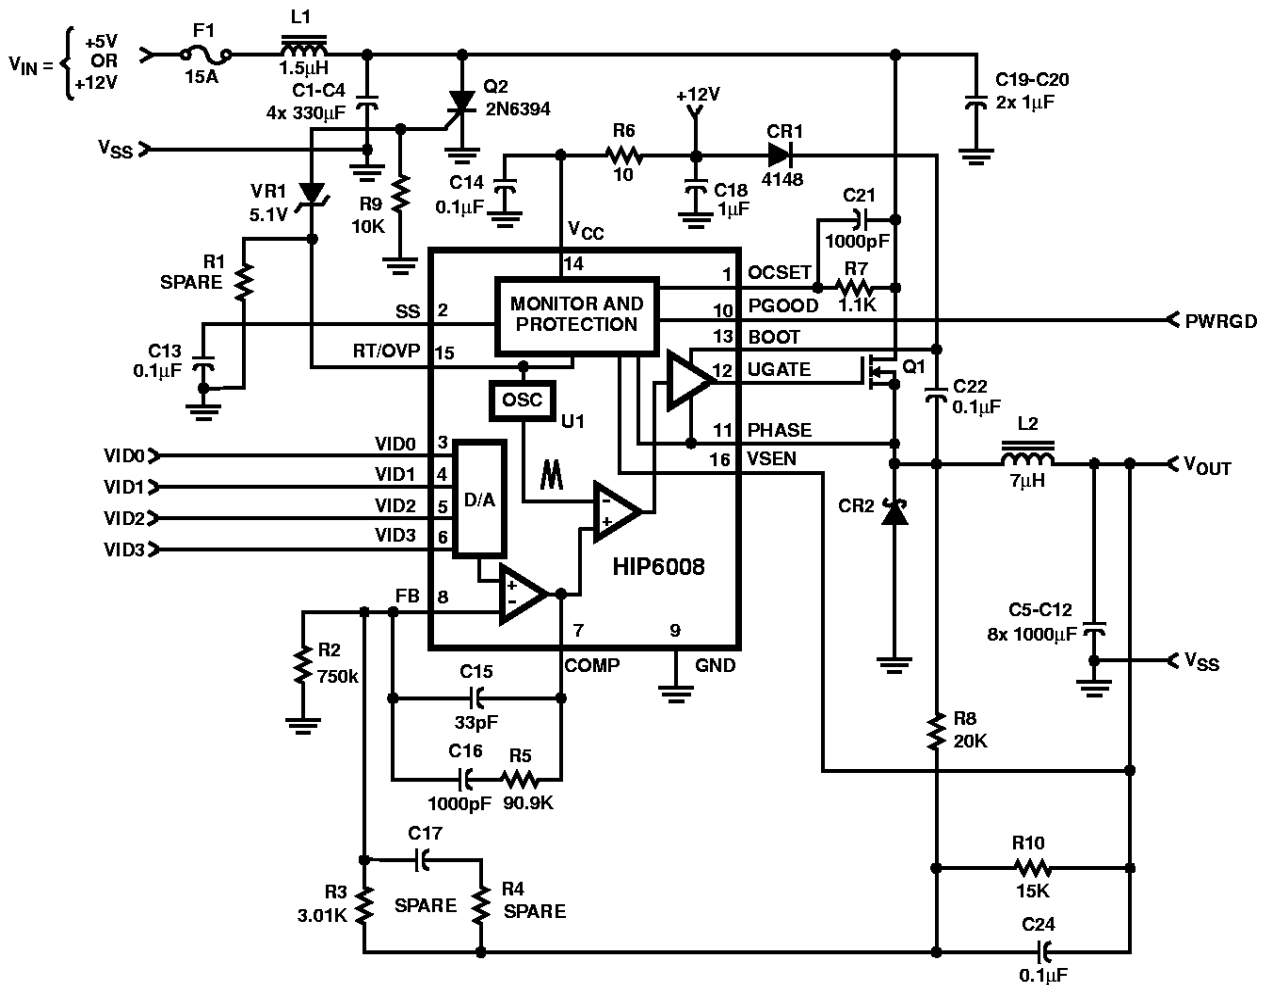 F1
15A
L1
1.5μH
V_IN =
+5V
OR
+12V
C1-C4
4x 330μF
Q2
2N6394
C19-C20
2x 1μF
V_SS
+12V
R6
10
CR1
4148
C14
0.1μF
C18
1μF
VR1
5.1V
R9
10K
C21
1000pF
V_CC
14
R1
SPARE
MONITOR AND
PROTECTION
1
OCSET
R7
1.1K
SS
2
10
PGOOD
PWRGD
13
BOOT
C13
0.1μF
RT/OVP
15
12
UGATE
Q1
OSC
U1
C22
0.1μF
11
PHASE
L2
7μH
16
VSEN
V_OUT
VID0
VID0
3
VID1
VID1
4
VID2
VID2
5
VID3
VID3
6
D/A
-
+
CR2
HIP6008
+
-
FB
8
7
COMP
9
GND
R2
750k
C5-C12
8x 1000μF
V_SS
C15
33pF
C16
1000pF
R5
90.9K
R8
20K
C17
R3
3.01K
SPARE
R4
SPARE
R10
15K
C24
0.1μF